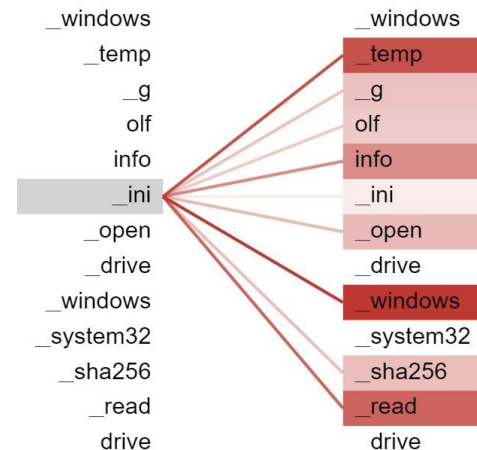 _windows _windows
_temp _temp
_g _g
olf olf
info info
_ini _ini
_open _open
_drive _drive
_windows _windows
_system32 _system32
_sha256 _sha256
_read _read
drive drive